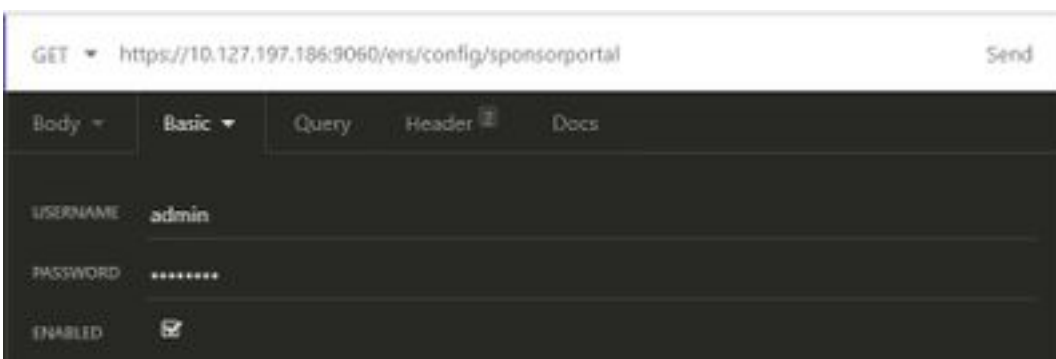 GET https://10.127.197.186:9060/ers/config/sponsorportal Send
Body Basic Query Header 2 Docs
USERNAME admin
PASSWORD ••••••••
ENABLED